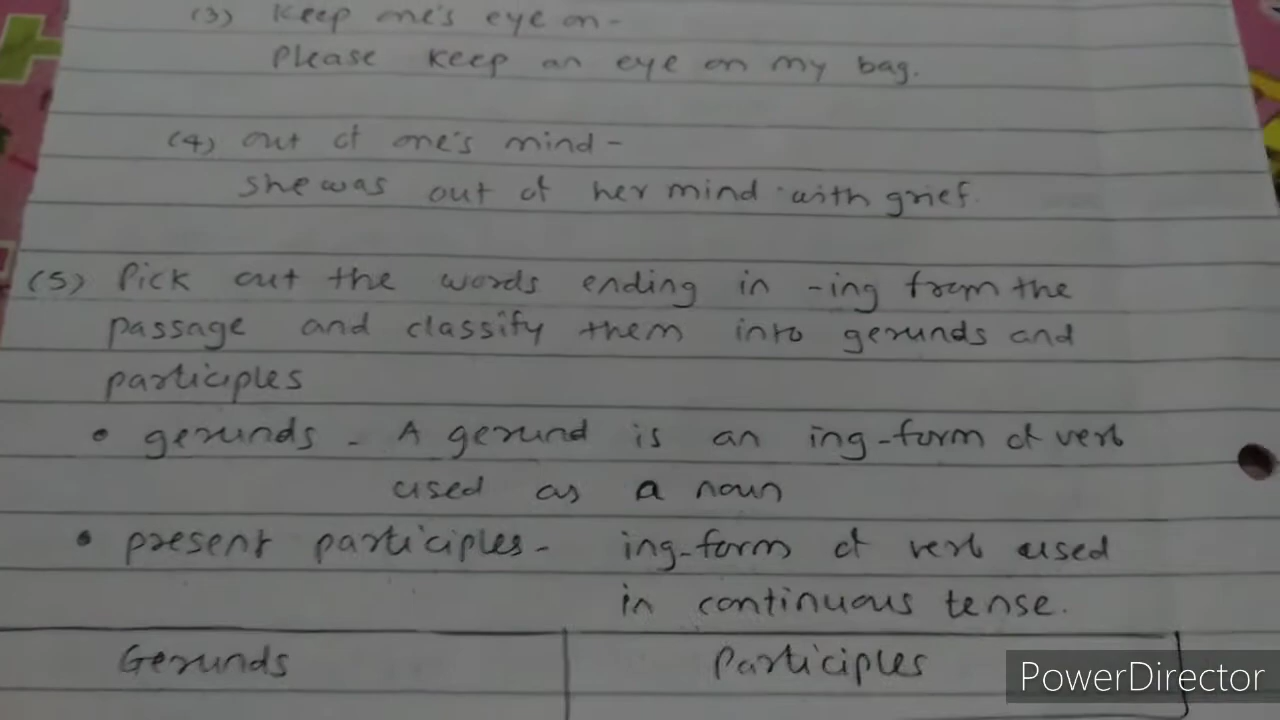 (3) Keep one's eye on -
Please keep an eye on my bag.
(4) out of one's mind -
She was out of her mind with grief.
(5) Pick out the words ending in -ing from the
passage and classify them into gerunds and
participles
• gerunds - A gerund is an ing-form of verb
used as a noun
• present participles - ing-form of verb used
in continuous tense.
Gerunds Participles
PowerDirector